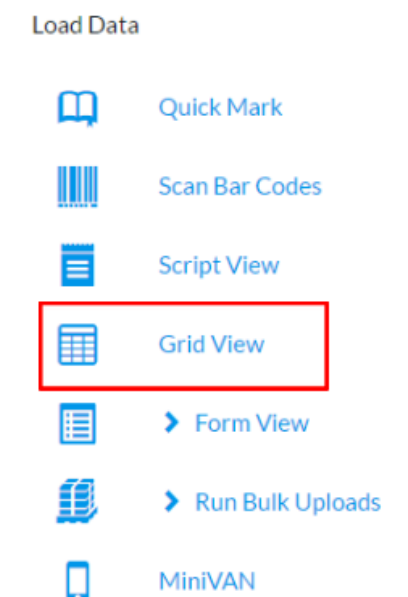 Load Data
Quick Mark
Scan Bar Codes
Script View
Grid View
Form View
Run Bulk Uploads
MiniVAN